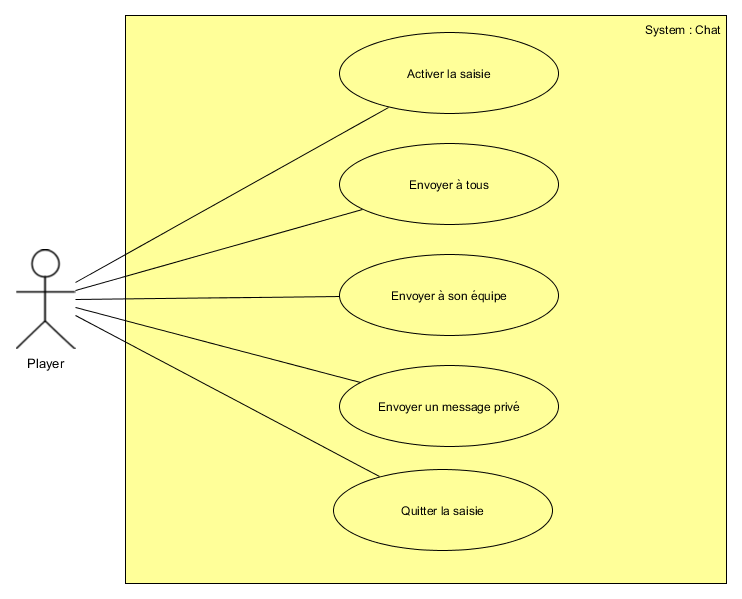 System : Chat
Activer la saisie
Envoyer à tous
Envoyer à son équipe
Envoyer un message privé
Quitter la saisie
Player